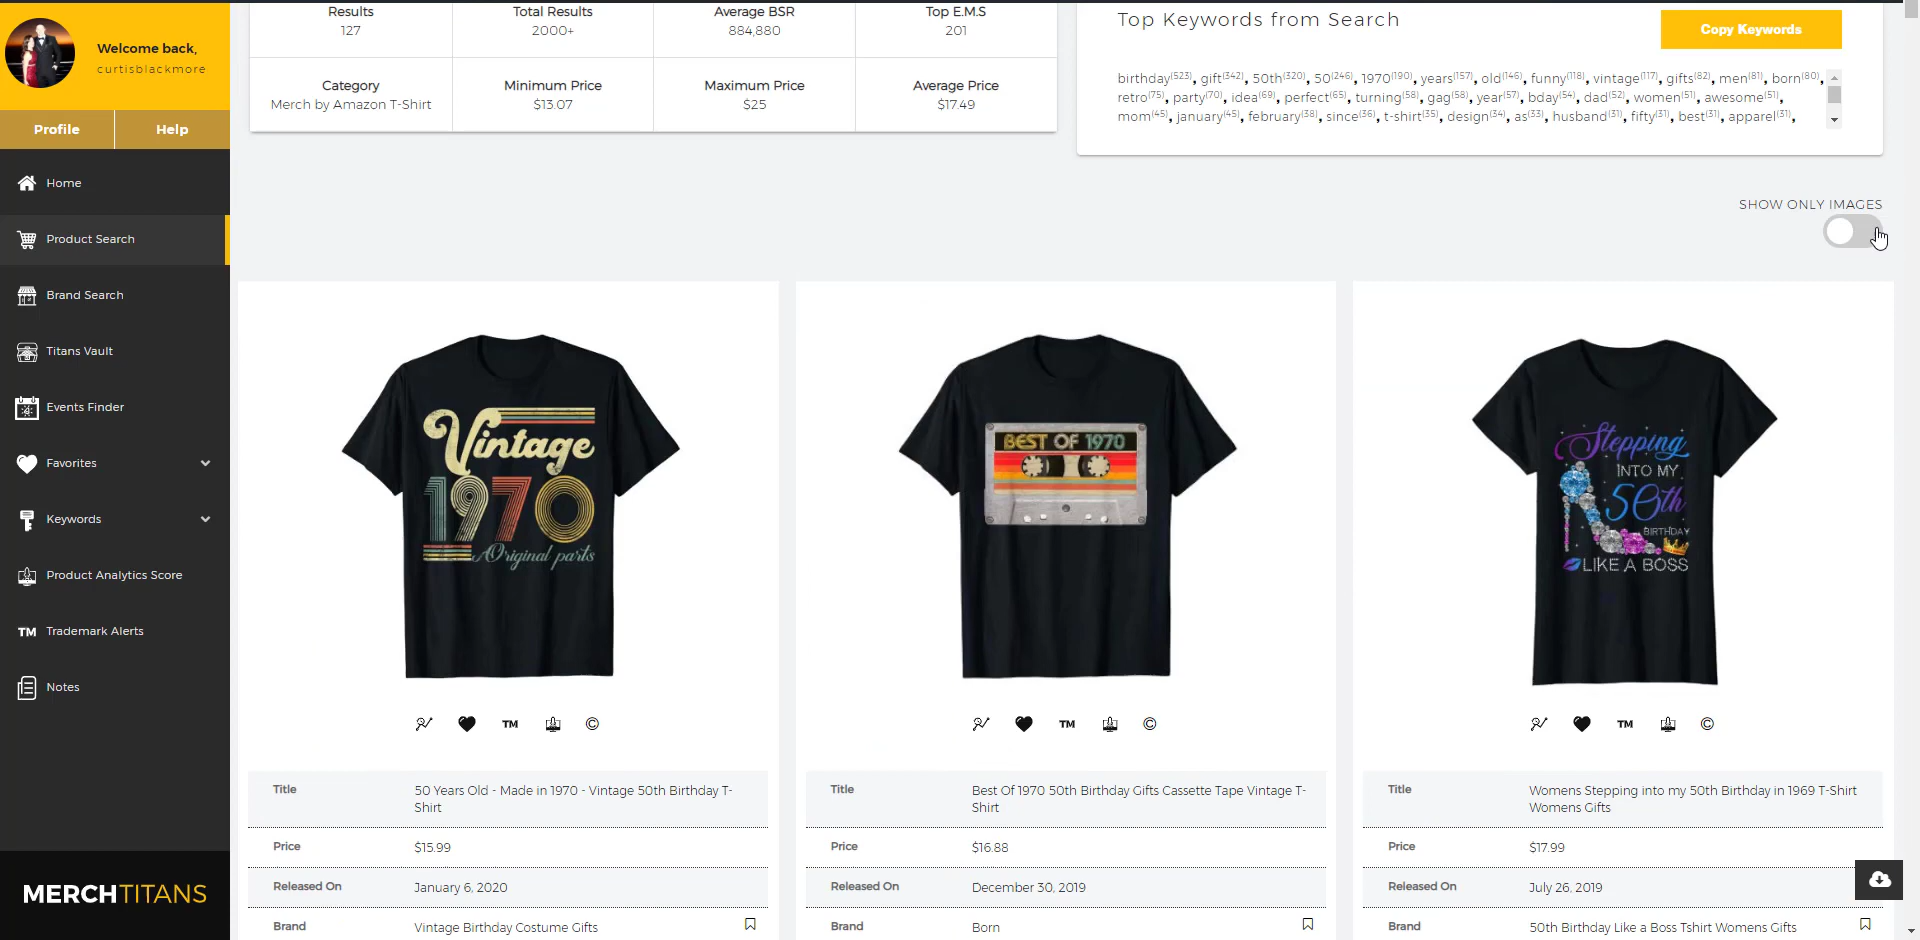 Welcome back,
curtisblackmore
Profile
Help
Home
Product Search
Brand Search
Titans Vault
Events Finder
Favorites
Keywords
Product Analytics Score
TM Trademark Alerts
Notes
MERCHTITANS
Results
127
Total Results
2000+
Average BSR
884,880
Top E.M.S
201
Category
Merch by Amazon T-Shirt
Minimum Price
$13.07
Maximum Price
$25
Average Price
$17.49
Top Keywords from Search
Copy Keywords
birthday(523), gift(342), 50th(320), 50(246), 1970(190), years(157), old(146), funny(118), vintage(117), gifts(82), men(81), born(80),
retro(75), party(70), idea(69), perfect(65), turning(58), gag(58), year(57), bday(54), dad(52), women(51), awesome(51),
mom(45), january(45), february(38), since(36), t-shirt(35), design(34), as(33), husband(31), fifty(31), best(31), apparel(31),
SHOW ONLY IMAGES
Vintage
1970
Original parts
TM
©
Title
50 Years Old - Made in 1970 - Vintage 50th Birthday T-
Shirt
Price
$15.99
Released On
January 6, 2020
Brand
Vintage Birthday Costume Gifts
BEST OF 1970
TM
©
Title
Best Of 1970 50th Birthday Gifts Cassette Tape Vintage T-
Shirt
Price
$16.88
Released On
December 30, 2019
Brand
Born
Stepping
INTO MY
50th
BIRTHDAY
LIKE A BOSS
TM
©
Title
Womens Stepping into my 50th Birthday in 1969 T-Shirt
Womens Gifts
Price
$17.99
Released On
July 26, 2019
Brand
50th Birthday Like a Boss Tshirt Womens Gifts